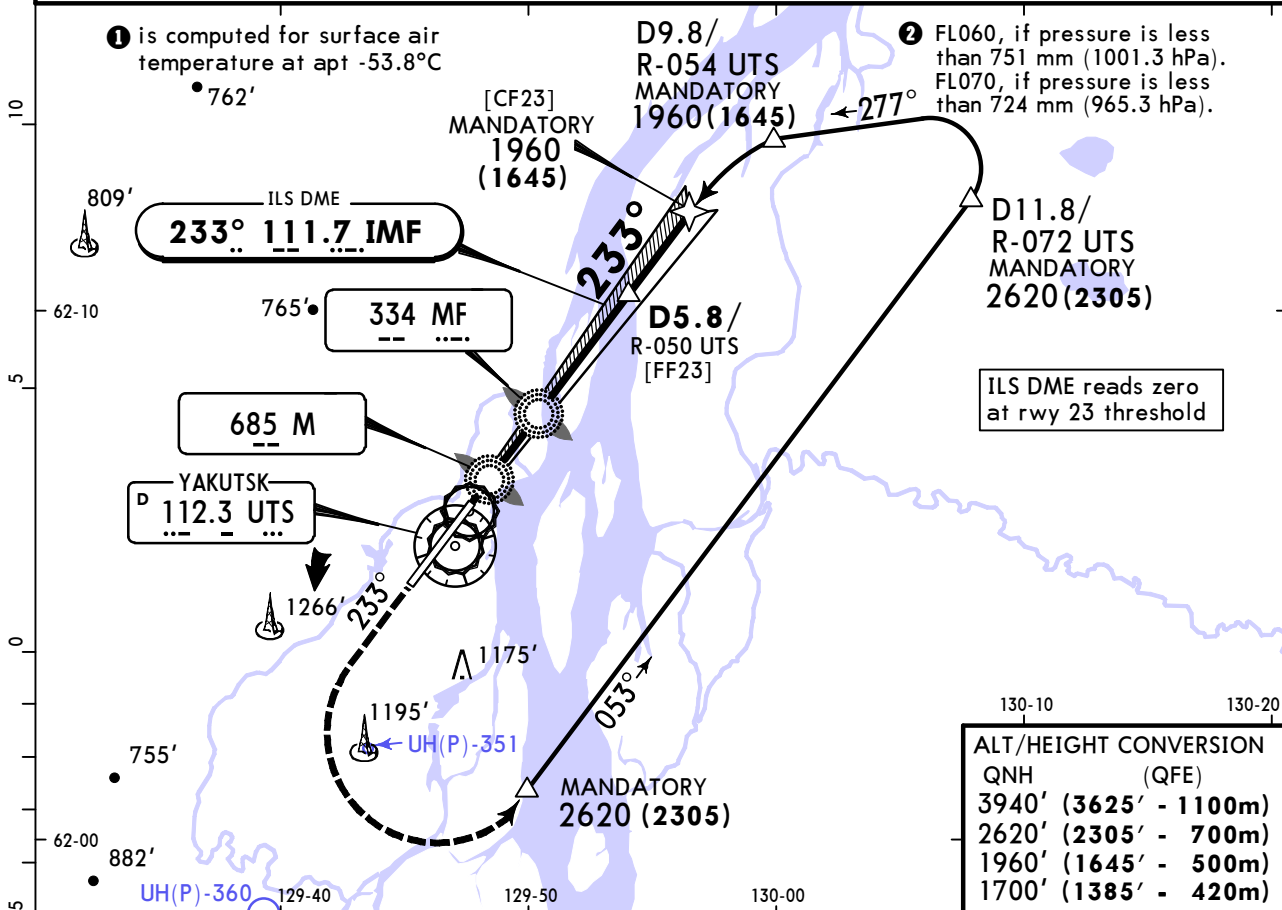 ❶ is computed for surface air
temperature at apt -53.8°C
762'
D9.8/
R-054 UTS
MANDATORY
1960(1645)
❷ FL060, if pressure is less
than 751 mm (1001.3 hPa).
FL070, if pressure is less
than 724 mm (965.3 hPa).
277°
[CF23]
MANDATORY
1960
(1645)
10
809'
ILS DME
233° 111.7 IMF
233°
D11.8/
R-072 UTS
MANDATORY
2620(2305)
62-10
765'
334 MF
D5.8/
R-050 UTS
[FF23]
5
ILS DME reads zero
at rwy 23 threshold
685 M
YAKUTSK
D 112.3 UTS
233°
1266'
0
1175'
053°
1195'
UH(P)-351
755'
MANDATORY
2620 (2305)
130-10
130-20
ALT/HEIGHT CONVERSION
QNH (QFE)
3940' (3625' - 1100m)
2620' (2305' - 700m)
1960' (1645' - 500m)
1700' (1385' - 420m)
62-00
882'
UH(P)-360
129-40
129-50
130-00
5